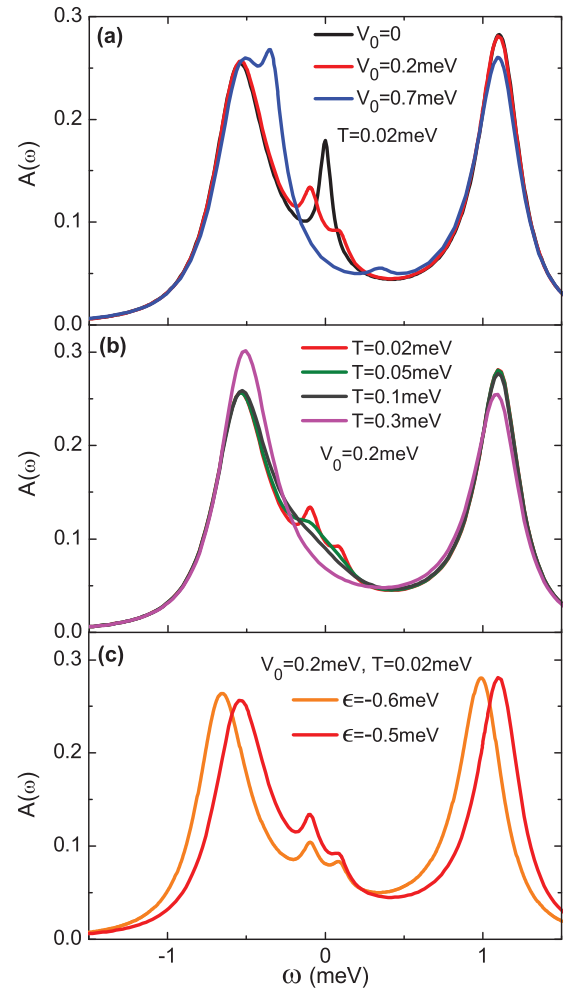 (a)
V₀=0
V₀=0.2meV
V₀=0.7meV
T=0.02meV
A(ω)
0.3
0.2
0.1
0.0
(b)
T=0.02meV
T=0.05meV
T=0.1meV
T=0.3meV
V₀=0.2meV
A(ω)
0.3
0.2
0.1
0.0
(c)
V₀=0.2meV, T=0.02meV
ϵ=-0.6meV
ϵ=-0.5meV
A(ω)
0.3
0.2
0.1
0.0
-1 0 1
ω (meV)